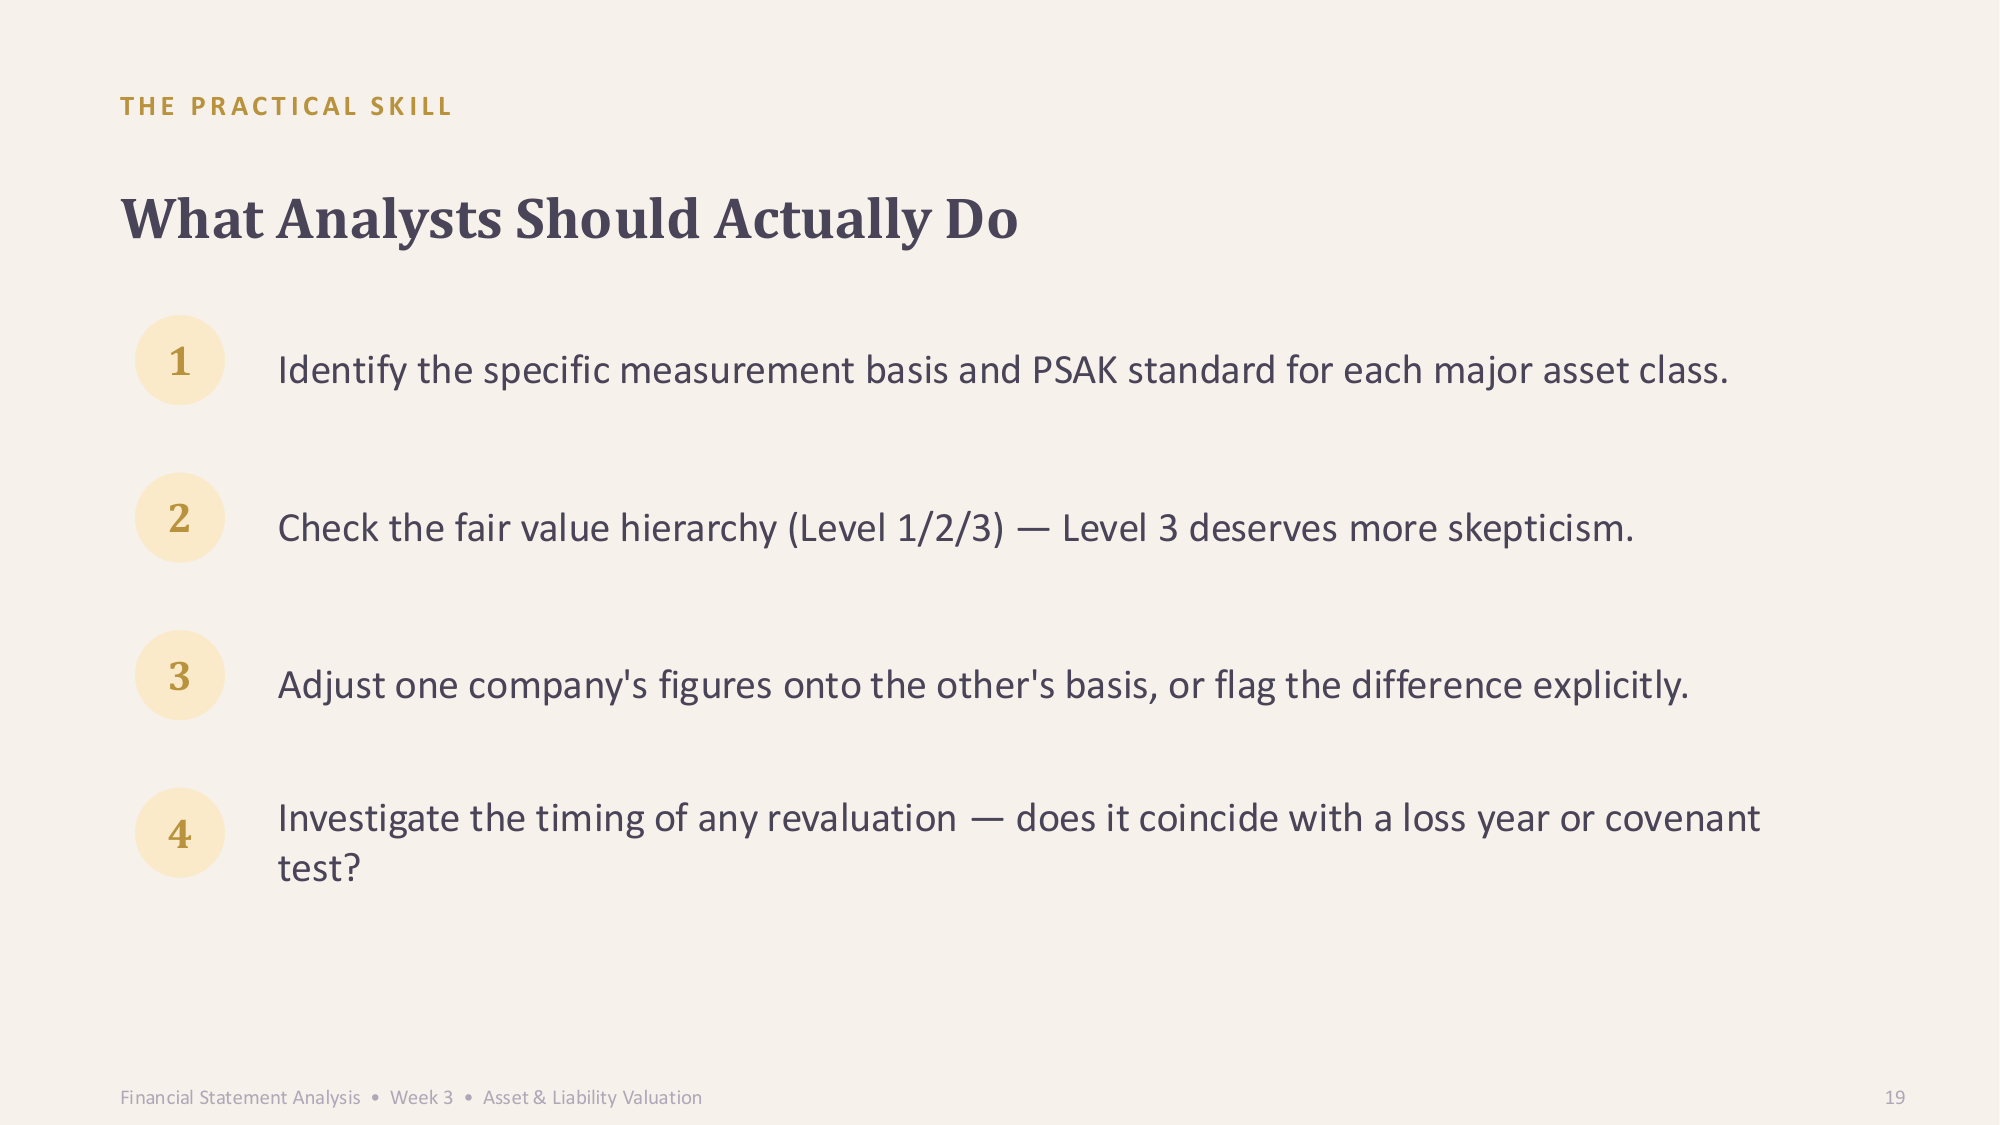 THE PRACTICAL SKILL
What Analysts Should Actually Do
1
Identify the specific measurement basis and PSAK standard for each major asset class.
2
Check the fair value hierarchy (Level 1/2/3) — Level 3 deserves more skepticism.
3
Adjust one company's figures onto the other's basis, or flag the difference explicitly.
4
Investigate the timing of any revaluation — does it coincide with a loss year or covenant
test?
Financial Statement Analysis • Week 3 • Asset & Liability Valuation
19